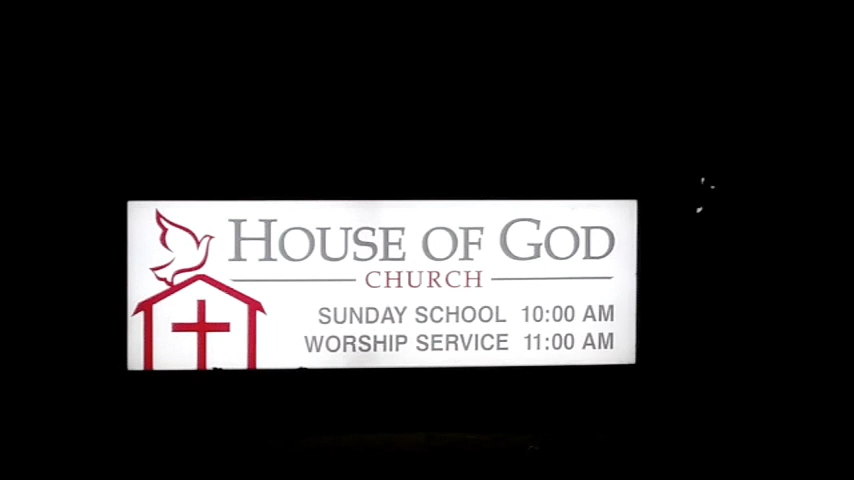 HOUSE OF GOD
CHURCH
SUNDAY SCHOOL 10:00 AM
WORSHIP SERVICE 11:00 AM